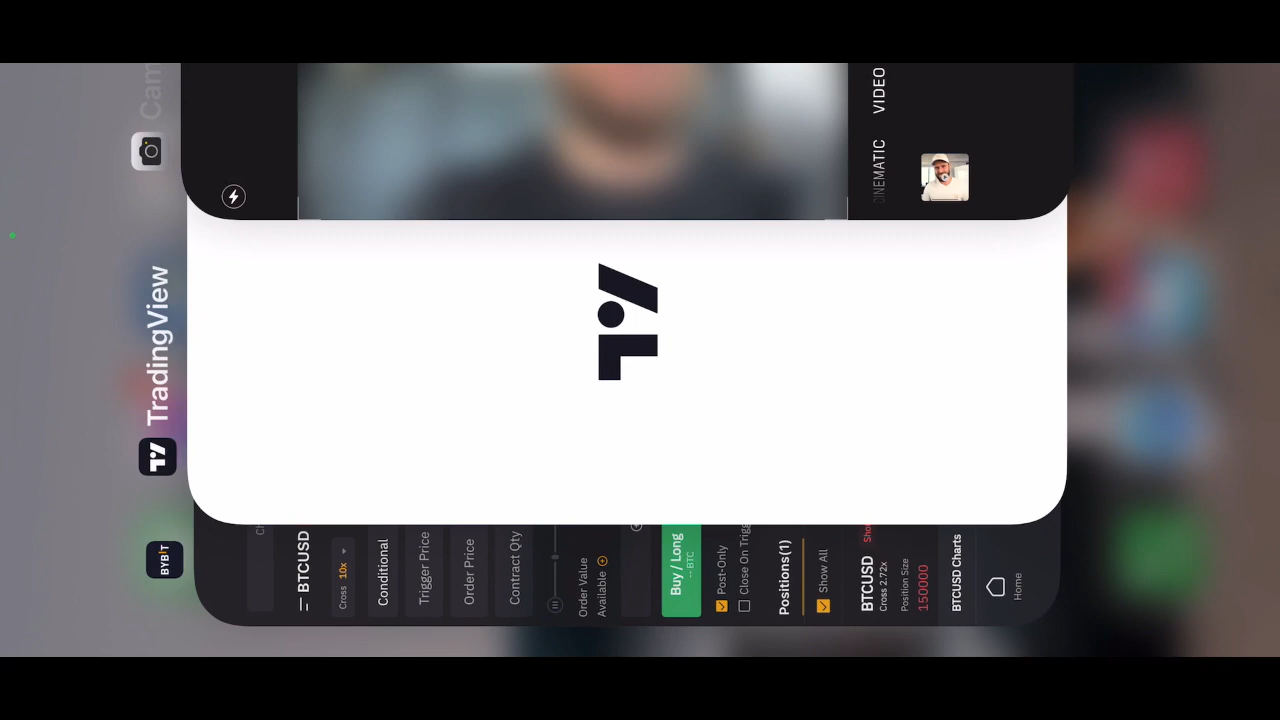 Cam
TradingView
BYBIT
CINEMATIC
VIDEO
BTCUSD
Cross 10x
Conditional
Trigger Price
Order Price
Contract Qty
Order Value
Available
Buy / Long
-- BTC
Post-Only
Close On Trigg
Positions(1)
Show All
BTCUSD
Sho
Cross 2.72x
Position Size
150000
BTCUSD Charts
Home